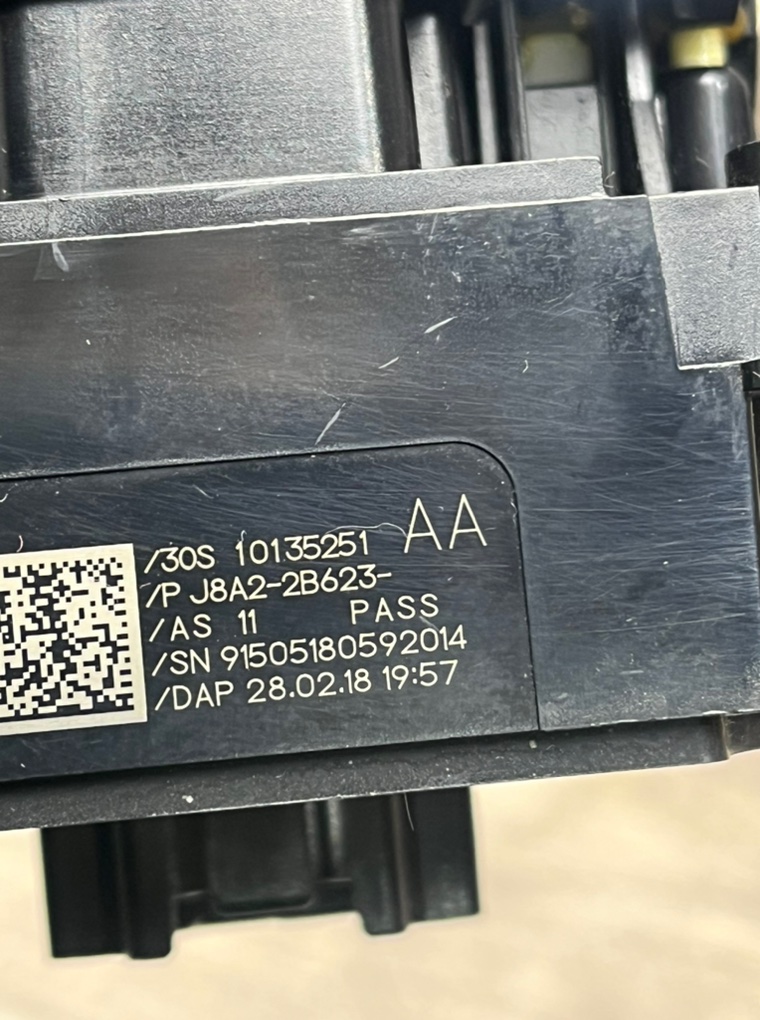 /30S 10135251 AA
/P J8A2-2B623-
/AS 11 PASS
/SN 91505180592014
/DAP 28.02.18 19:57